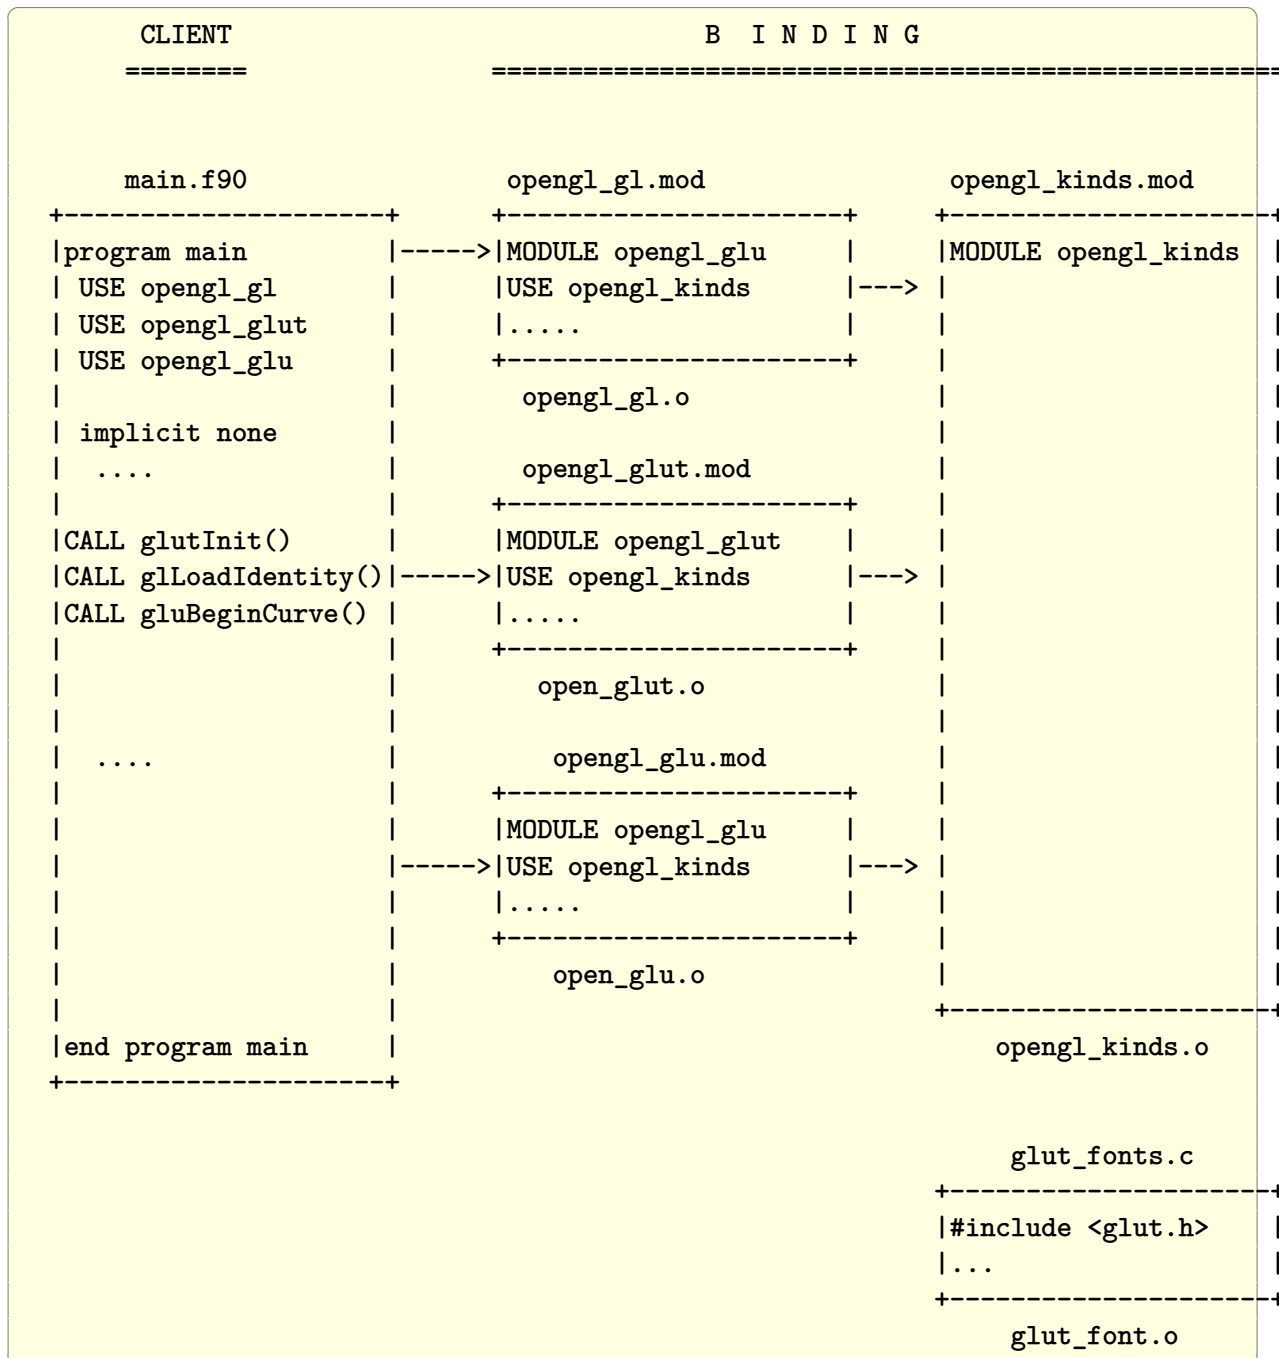 CLIENT                               B  I N D I N G
     ========                ====================================================


     main.f90                 opengl_gl.mod                opengl_kinds.mod
+---------------------+      +----------------------+     +---------------------+
|program main         |----->|MODULE opengl_glu     |     |MODULE opengl_kinds  |
| USE opengl_gl       |      |USE opengl_kinds      |---> |                     |
| USE opengl_glut     |      |.....                 |     |                     |
| USE opengl_glu      |      +----------------------+     |                     |
|                     |        opengl_gl.o                |                     |
| implicit none       |                                   |                     |
|  ....               |        opengl_glut.mod            |                     |
|                     |      +----------------------+     |                     |
|CALL glutInit()      |      |MODULE opengl_glut    |     |                     |
|CALL glLoadIdentity()|----->|USE opengl_kinds      |---> |                     |
|CALL gluBeginCurve() |      |.....                 |     |                     |
|                     |      +----------------------+     |                     |
|                     |         open_glut.o               |                     |
|                     |                                   |                     |
|  ....               |          opengl_glu.mod           |                     |
|                     |      +----------------------+     |                     |
|                     |      |MODULE opengl_glu     |     |                     |
|                     |----->|USE opengl_kinds      |---> |                     |
|                     |      |.....                 |     |                     |
|                     |      +----------------------+     |                     |
|                     |          open_glu.o               |                     |
|                     |                                   +---------------------+
|end program main     |                                       opengl_kinds.o
+---------------------+

                                                               glut_fonts.c
                                                          +---------------------+
                                                          |#include <glut.h>    |
                                                          |...                  |
                                                          +---------------------+
                                                               glut_font.o